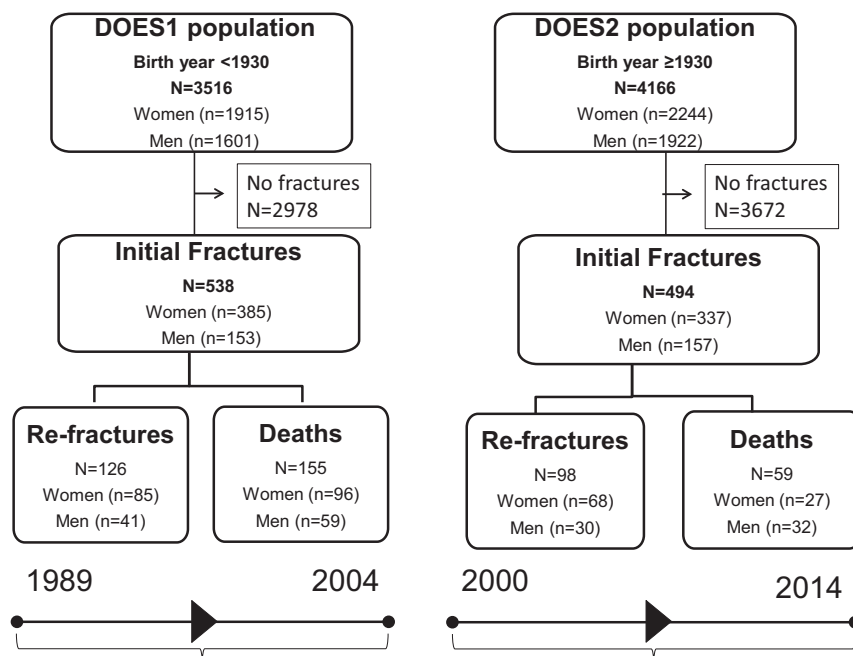 DOES1 population
Birth year <1930
N=3516
Women (n=1915)
Men (n=1601)
No fractures
N=2978
Initial Fractures
N=538
Women (n=385)
Men (n=153)
Re-fractures
N=126
Women (n=85)
Men (n=41)
Deaths
N=155
Women (n=96)
Men (n=59)
1989
2004
DOES2 population
Birth year ≥1930
N=4166
Women (n=2244)
Men (n=1922)
No fractures
N=3672
Initial Fractures
N=494
Women (n=337)
Men (n=157)
Re-fractures
N=98
Women (n=68)
Men (n=30)
Deaths
N=59
Women (n=27)
Men (n=32)
2000
2014